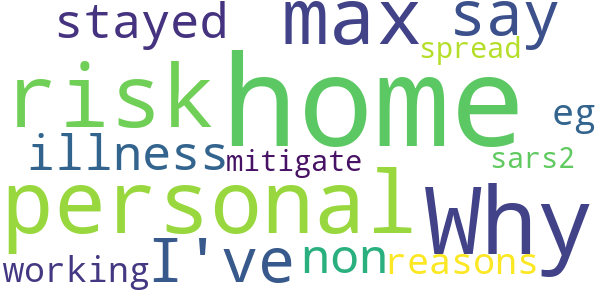 stayed max say
spread
risk home eg
illness mitigate sars2
personal Why
I've non reasons
working